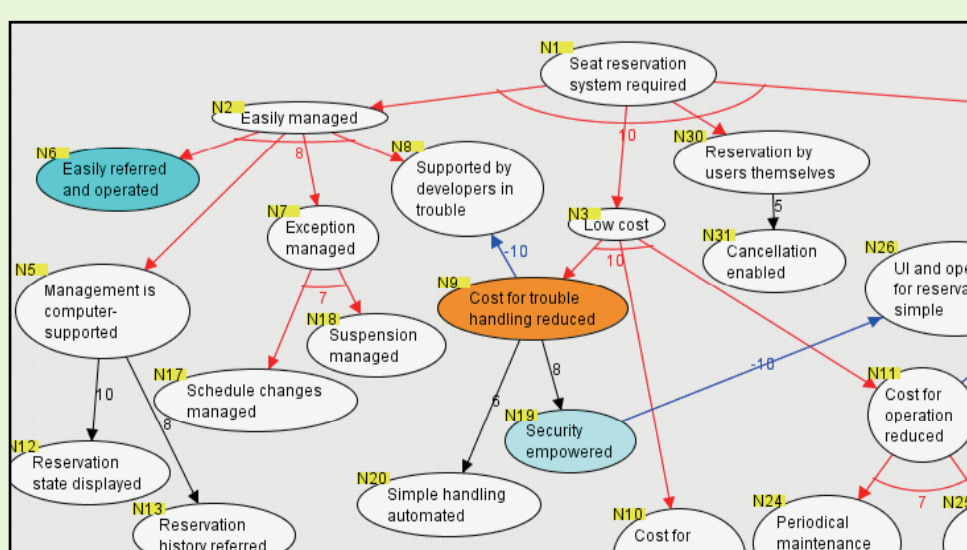 N1
Seat reservation
system required
N2
Easily managed
10
N30
Reservation by
users themselves
N6
Easily referred
and operated
8
N8
Supported by
developers in
trouble
5
N7
Exception
managed
N3
Low cost
N31
Cancellation
enabled
N26
UI and ope
for reserva
simple
-10
10
N5
Management is
computer-
supported
N9
Cost for trouble
handling reduced
7
N18
Suspension
managed
N17
Schedule changes
managed
-10
N11
Cost for
operation
reduced
10
8
6
8
N19
Security
empowered
N12
Reservation
state displayed
N20
Simple handling
automated
N13
Reservation
history referred
N10
Cost for
N24
Periodical
maintenance
7
N25